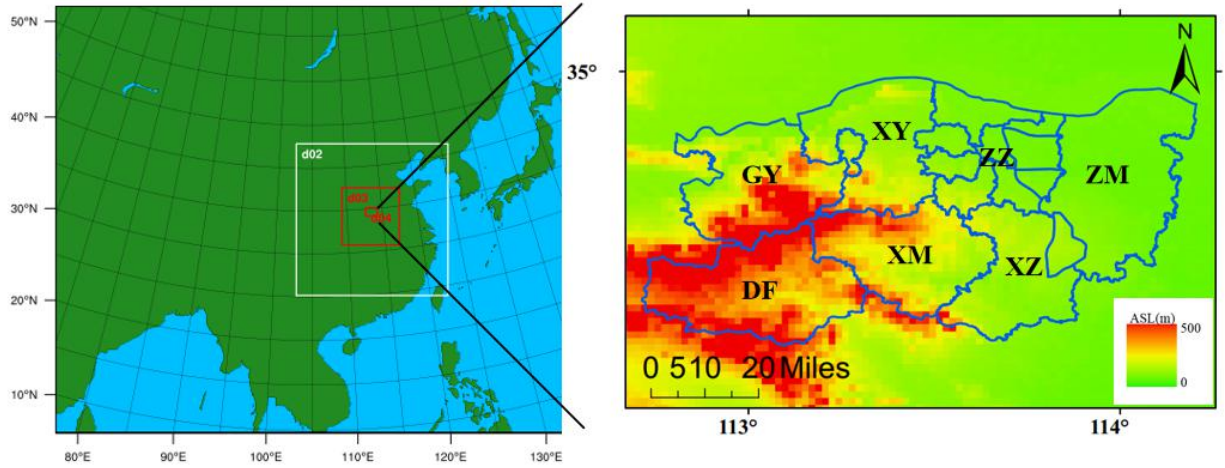 50°N
40°N
30°N
20°N
10°N
80°E
90°E
100°E
110°E
120°E
130°E
d02
d03
d04
35°
N
XY
ZZ
GY
ZM
XM
XZ
DF
ASL(m)
500
0
0 510 20 Miles
113°
114°